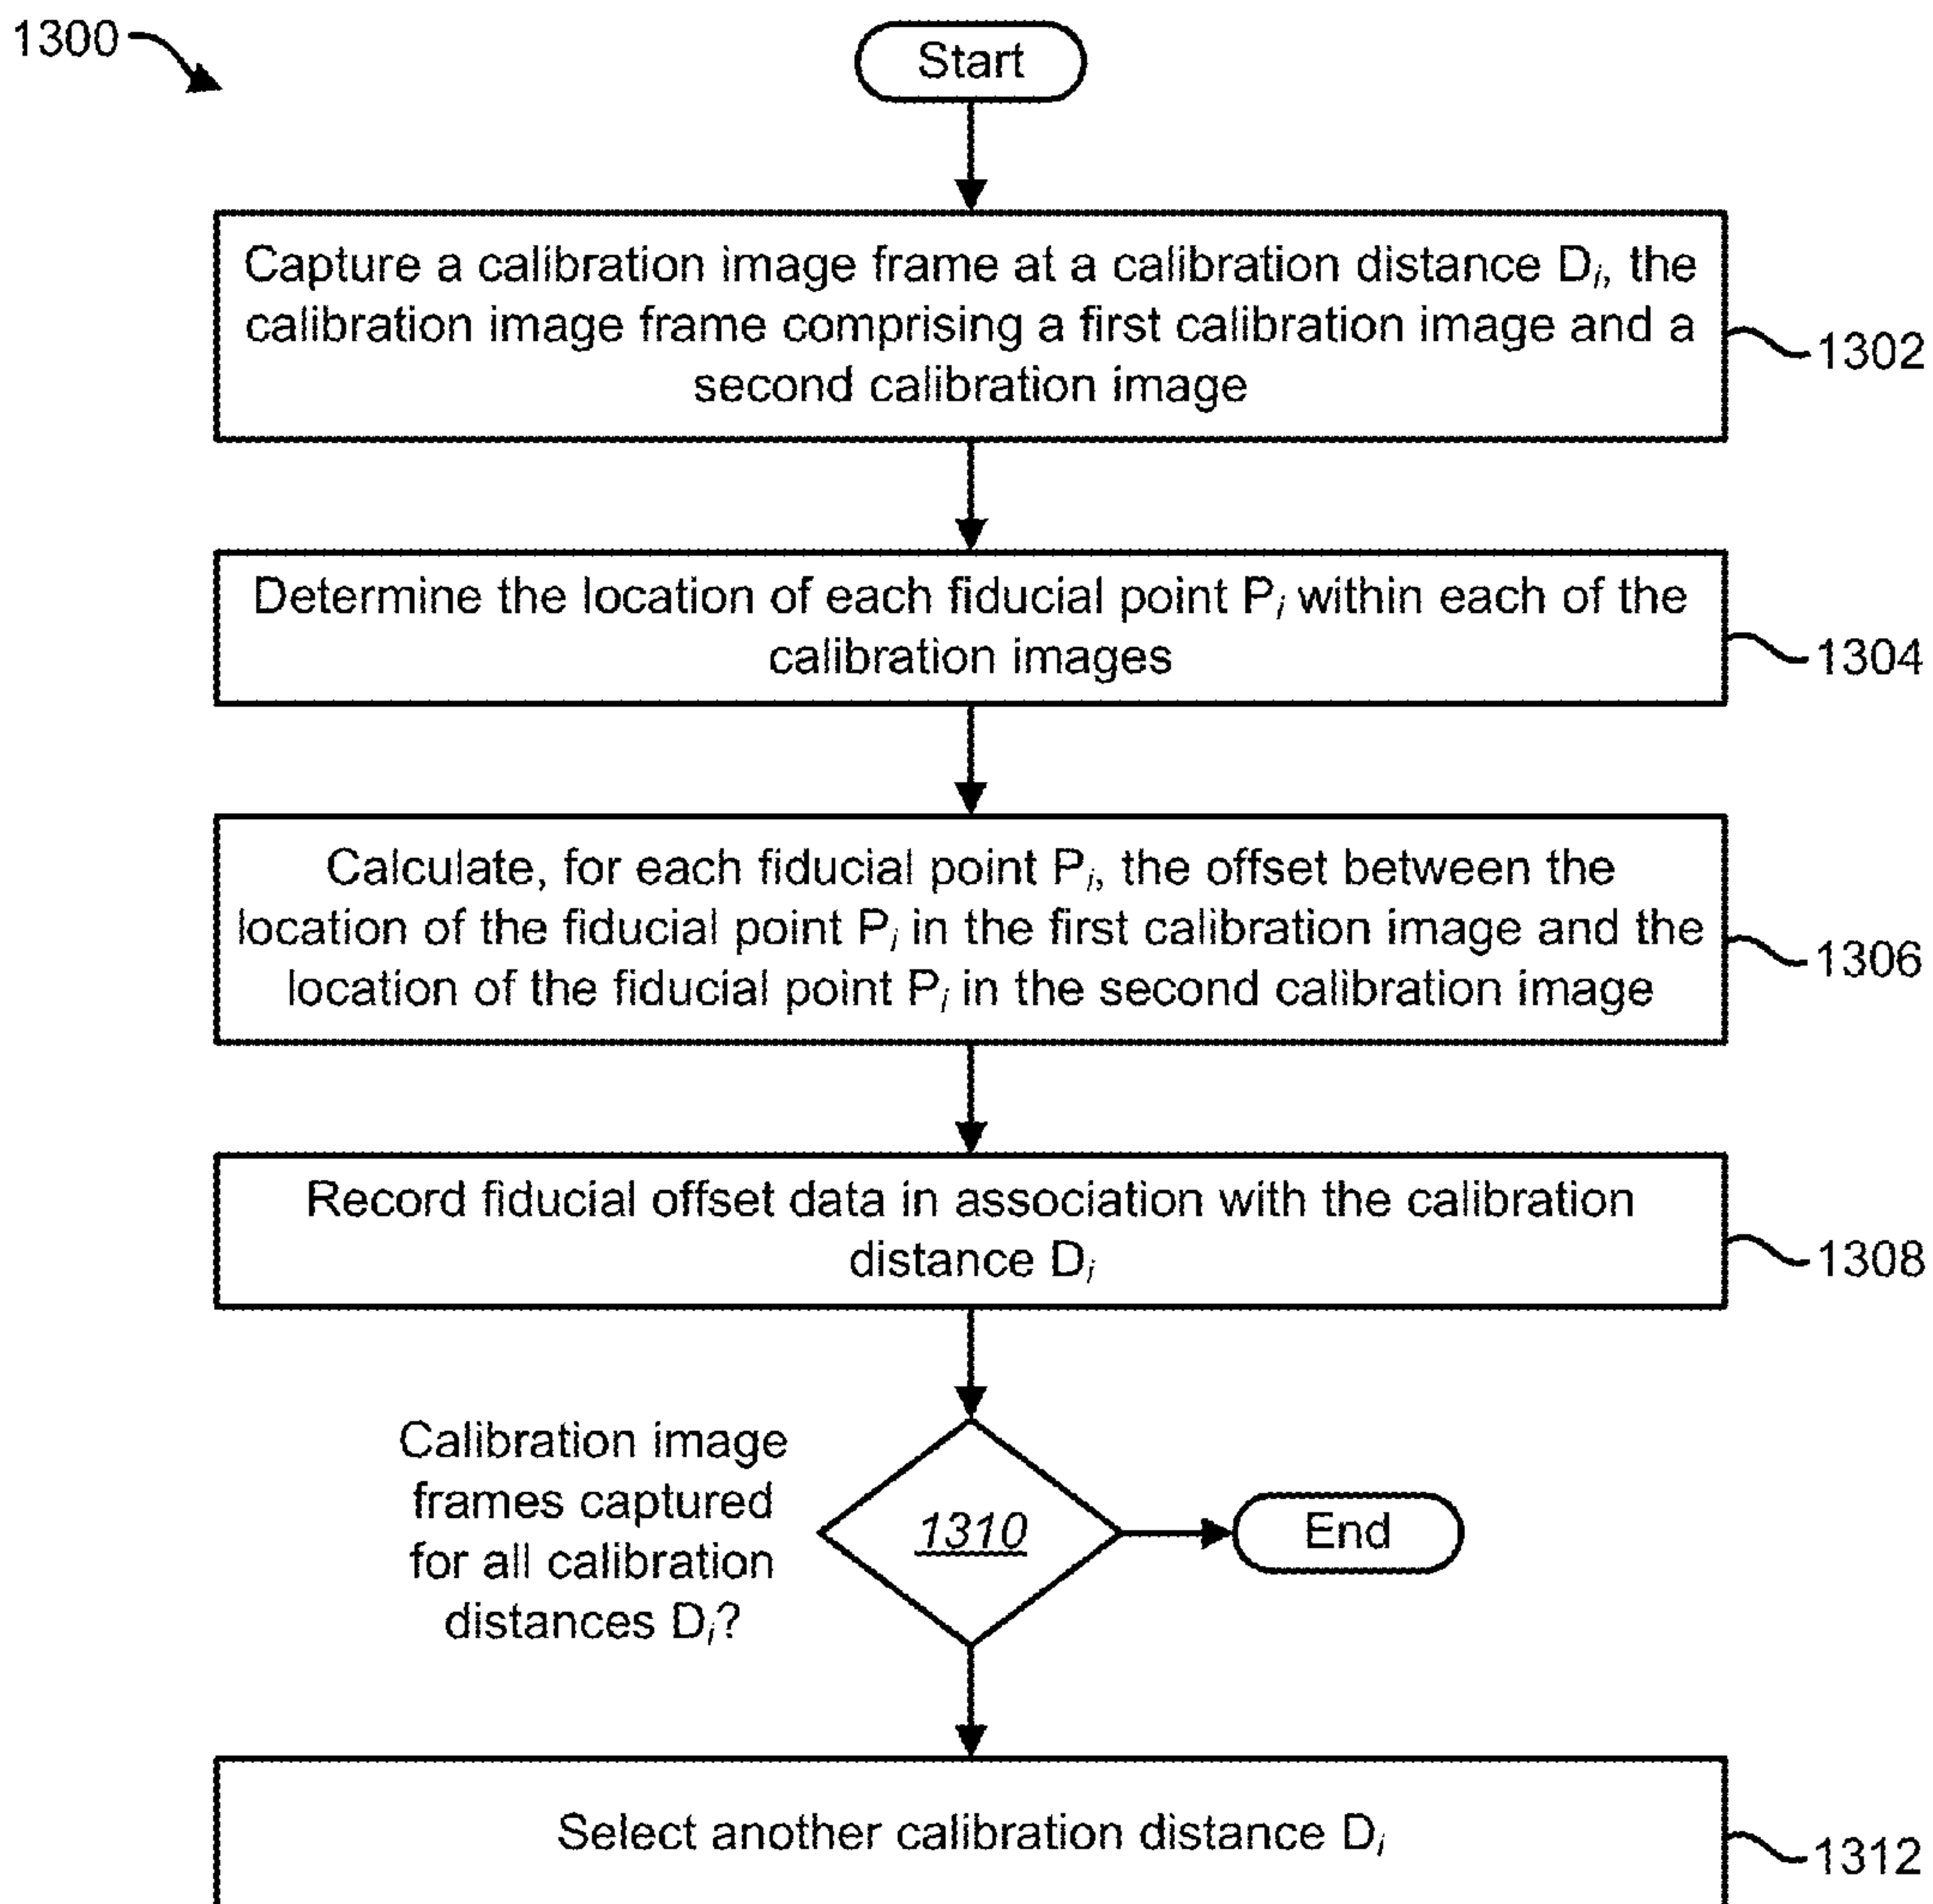 1300
Start
Capture a calibration image frame at a calibration distance Di, the
calibration image frame comprising a first calibration image and a
second calibration image
1302
Determine the location of each fiducial point Pi within each of the
calibration images
1304
Calculate, for each fiducial point Pi, the offset between the
location of the fiducial point Pi in the first calibration image and the
location of the fiducial point Pi in the second calibration image
1306
Record fiducial offset data in association with the calibration
distance Di
1308
Calibration image
frames captured
for all calibration
distances Di?
1310
End
Select another calibration distance Di
1312